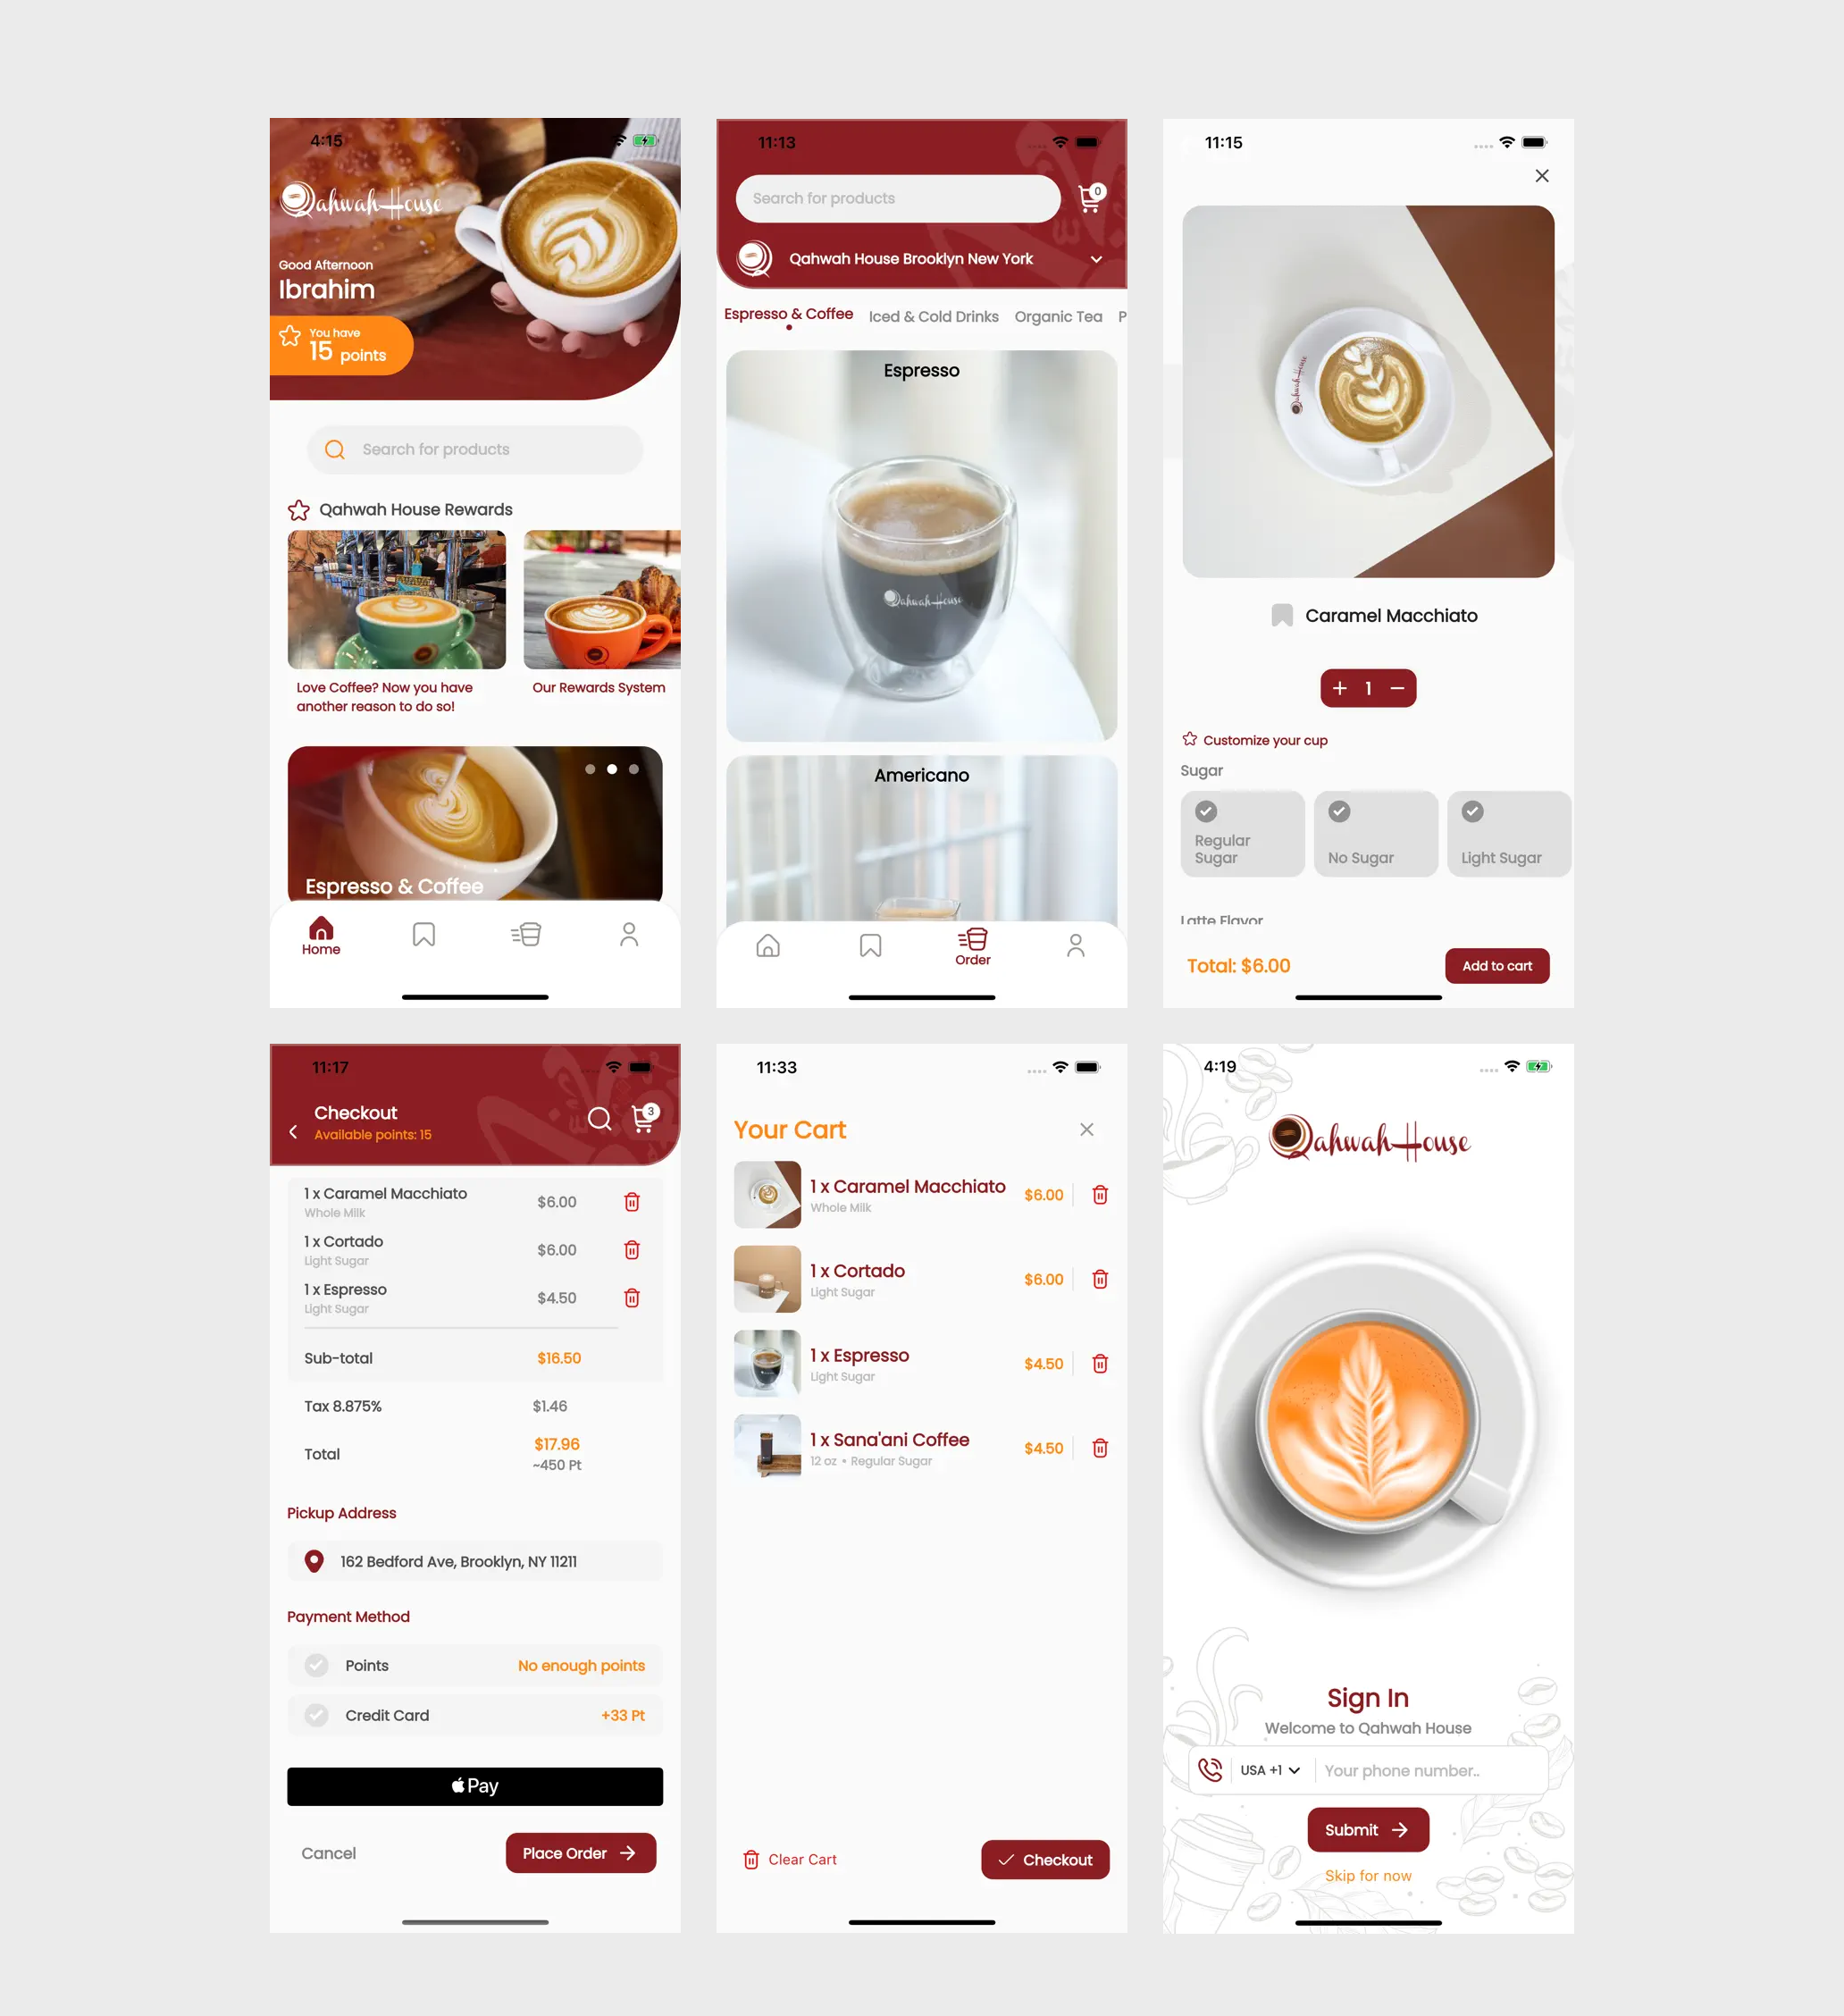 4:15
Qahwah House
Good Afternoon
Ibrahim
You have
15 points
Search for products
Qahwah House Rewards
Love Coffee? Now you have
another reason to do so!
Our Rewards System
Espresso & Coffee
Home
11:13
Search for products
0
Qahwah House Brooklyn New York
Espresso & Coffee
Iced & Cold Drinks
Organic Tea
P
Espresso
Qahwah House
Americano
Order
11:15
Qahwah House
Caramel Macchiato
+ 1 −
Customize your cup
Sugar
Regular
Sugar
No Sugar
Light Sugar
Latte Flavor
Total: $6.00
Add to cart
11:17
Checkout
Available points: 15
3
1 x Caramel Macchiato
$6.00
Whole Milk
1 x Cortado
$6.00
Light Sugar
1 x Espresso
$4.50
Light Sugar
Sub-total
$16.50
Tax 8.875%
$1.46
Total
$17.96
~450 Pt
Pickup Address
162 Bedford Ave, Brooklyn, NY 11211
Payment Method
Points
No enough points
Credit Card
+33 Pt
Pay
Cancel
Place Order
11:33
Your Cart
1 x Caramel Macchiato
$6.00
Whole Milk
1 x Cortado
$6.00
Light Sugar
1 x Espresso
$4.50
Light Sugar
1 x Sana'ani Coffee
$4.50
12 oz • Regular Sugar
Clear Cart
Checkout
4:19
Qahwah House
Sign In
Welcome to Qahwah House
USA +1
Your phone number..
Submit
Skip for now